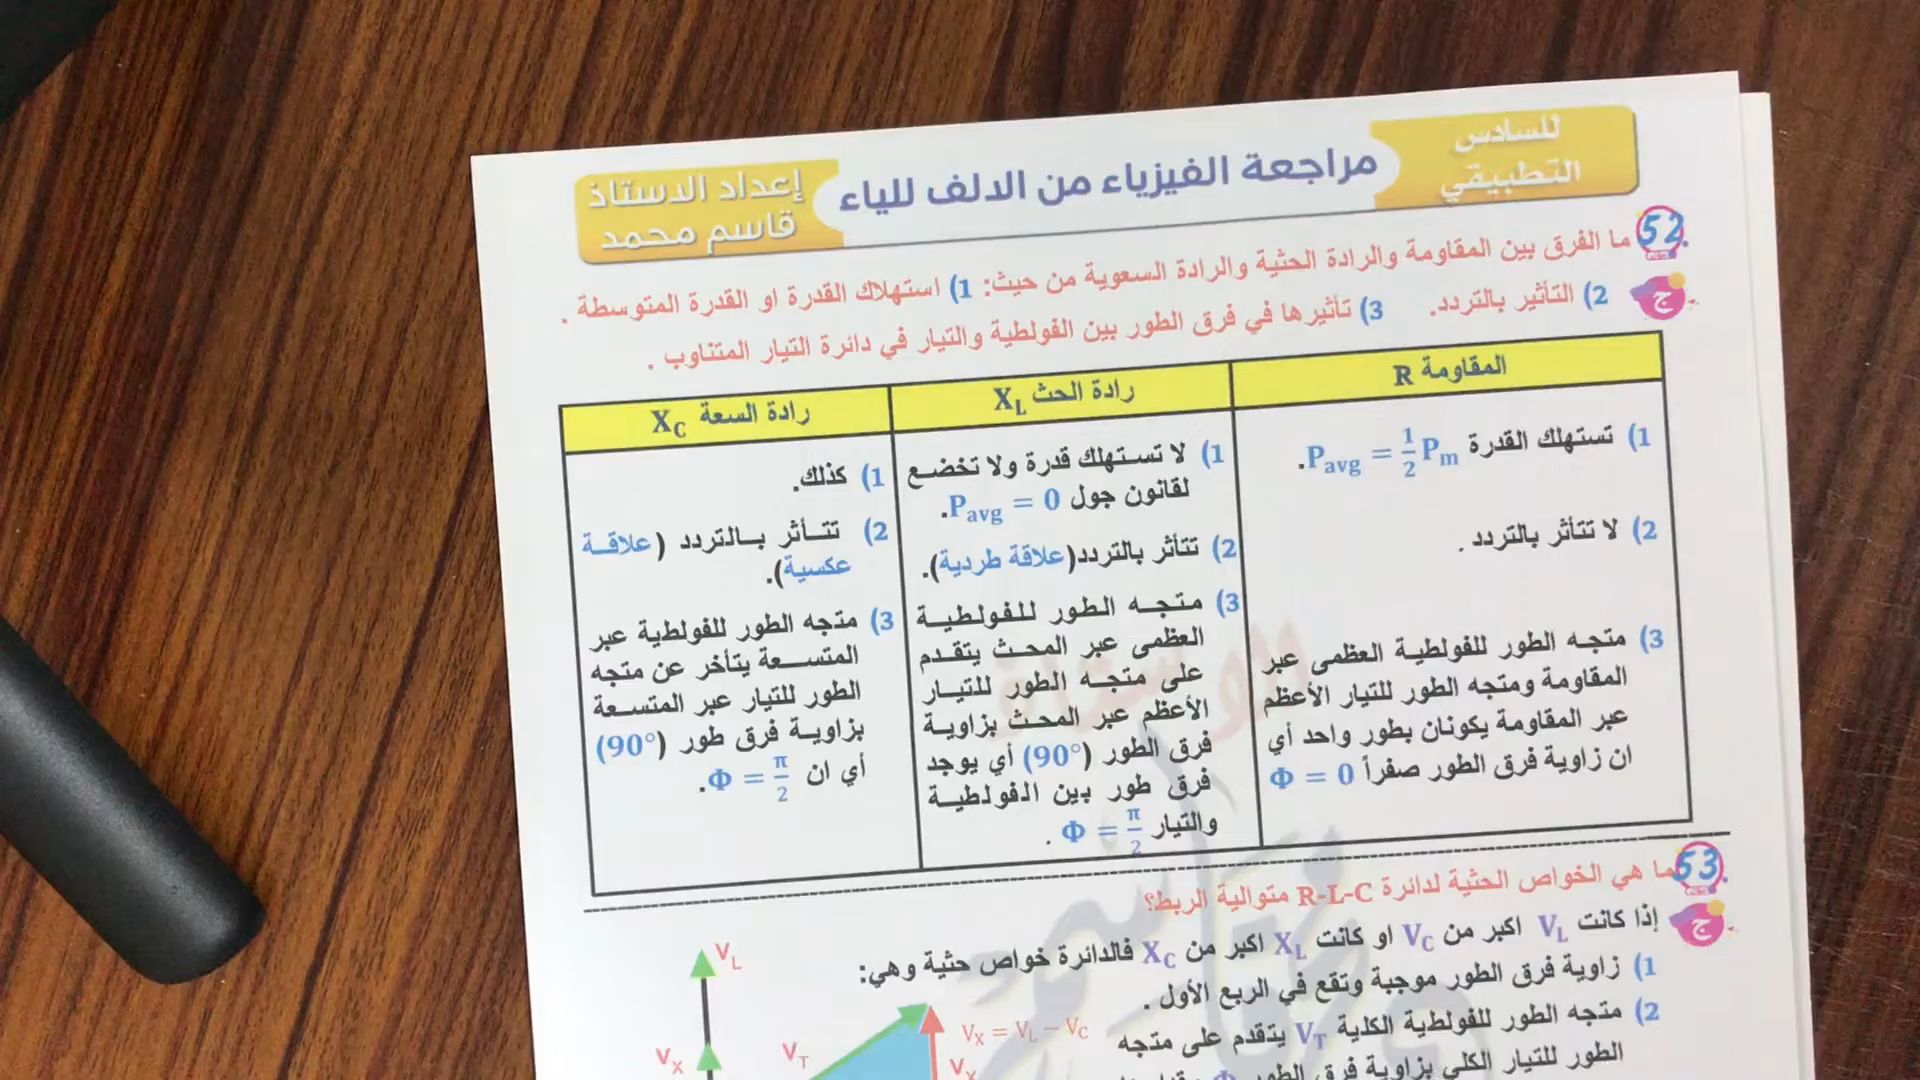 للسادس
التطبيقي
مراجعة الفيزياء من الالف للياء
إعداد الاستاذ
قاسم محمد
52. ما الفرق بين المقاومة والرادة الحثية والرادة السعوية من حيث: 1) استهلاك القدرة او القدرة المتوسطة .
ج 2) التأثير بالتردد. 3) تأثيرها في فرق الطور بين الفولطية والتيار في دائرة التيار المتناوب .
المقاومة R
1) تستهلك القدرة Pavg = 1/2 Pm.
2) لا تتأثر بالتردد .
3) متجه الطور للفولطية العظمى عبر
المقاومة ومتجه الطور للتيار الأعظم
عبر المقاومة يكونان بطور واحد أي
ان زاوية فرق الطور صفراً Φ = 0
رادة الحث XL
1) لا تستهلك قدرة ولا تخضع
لقانون جول Pavg = 0.
2) تتأثر بالتردد(علاقة طردية).
3) متجه الطور للفولطية
العظمى عبر المحث يتقدم
على متجه الطور للتيار
الأعظم عبر المحث بزاوية
فرق الطور (90°) أي يوجد
فرق طور بين الفولطية
والتيار Φ = π/2 .
رادة السعة XC
1) كذلك.
2) تتأثر بالتردد (علاقة
عكسية).
3) متجه الطور للفولطية عبر
المتسعة يتأخر عن متجه
الطور للتيار عبر المتسعة
بزاوية فرق طور (90°)
أي ان Φ = π/2.
53. ما هي الخواص الحثية لدائرة R-L-C متوالية الربط؟
ج إذا كانت VL اكبر من VC او كانت XL اكبر من XC فالدائرة خواص حثية وهي:
1) زاوية فرق الطور موجبة وتقع في الربع الأول .
2) متجه الطور للفولطية الكلية VT يتقدم على متجه
الطور للتيار الكلي بزاوية فرق الطور Φ
VL
VX = VL − VC
VX
VT
VX